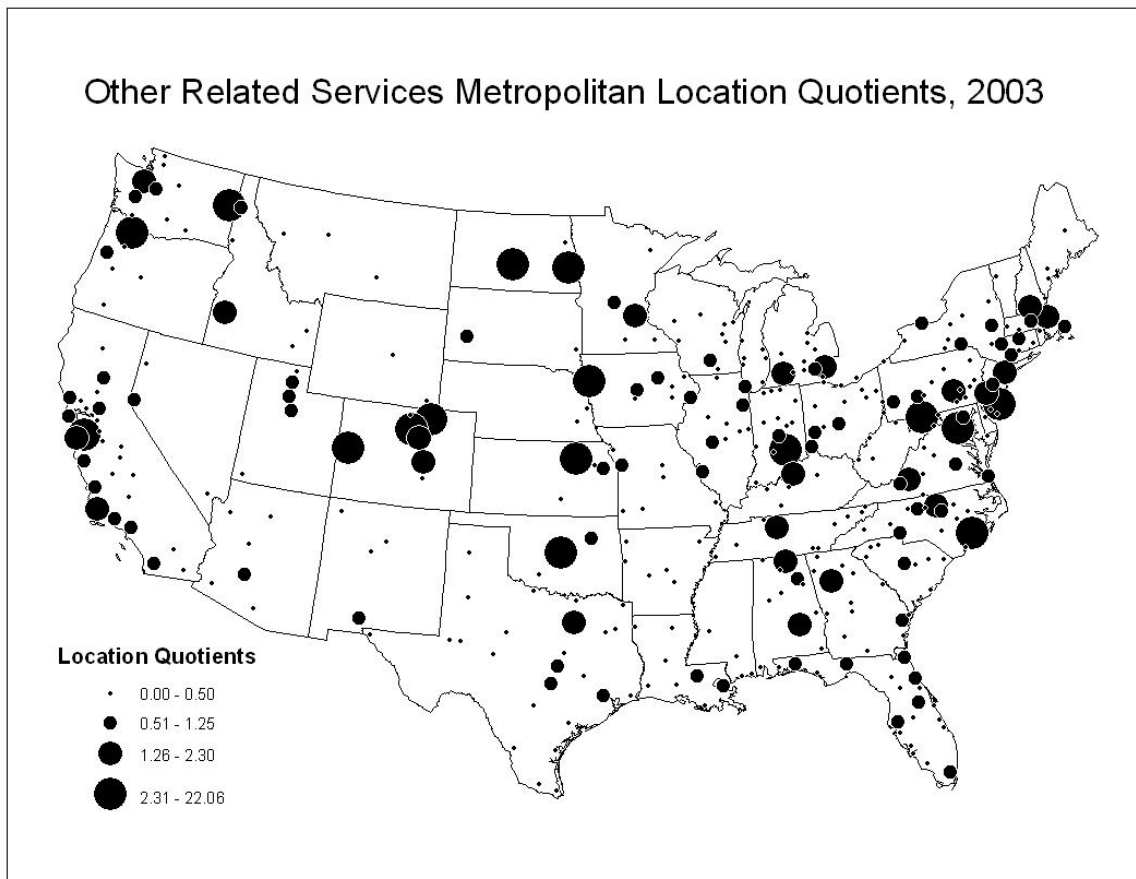 Other Related Services Metropolitan Location Quotients, 2003
Location Quotients
0.00 - 0.50
0.51 - 1.25
1.26 - 2.30
2.31 - 22.06